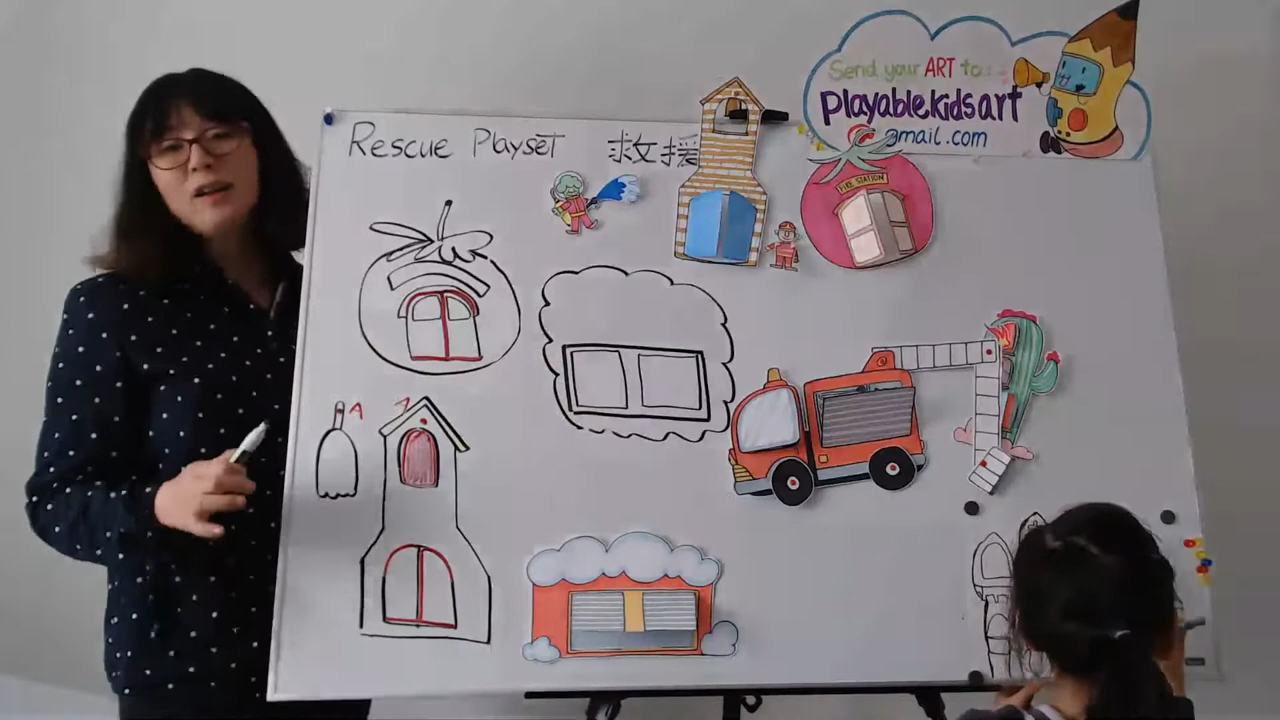 Rescue Playset 救援
Send your ART to:
playablekidsart
gmail.com
FIRE STATION
A